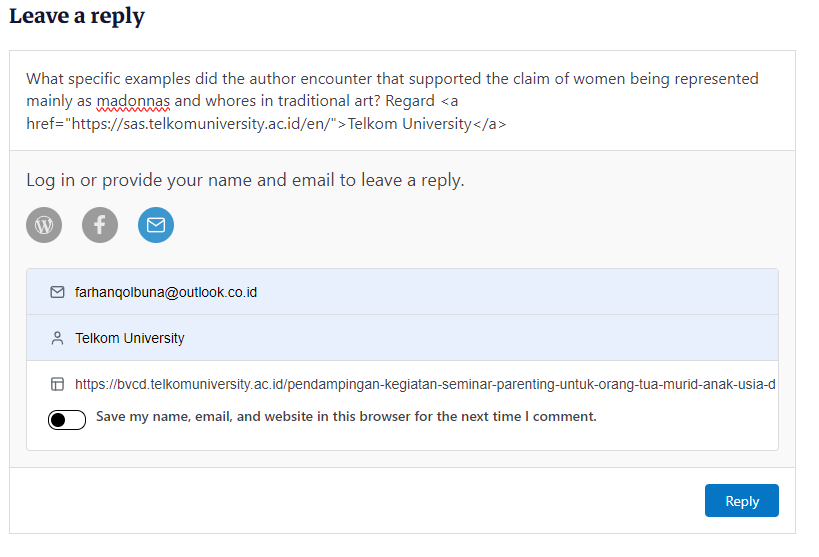 Leave a reply
What specific examples did the author encounter that supported the claim of women being represented
mainly as madonnas and whores in traditional art? Regard <a
href="https://sas.telkomuniversity.ac.id/en/">Telkom University</a>
Log in or provide your name and email to leave a reply.
farhanqolbuna@outlook.co.id
Telkom University
https://bvcd.telkomuniversity.ac.id/pendampingan-kegiatan-seminar-parenting-untuk-orang-tua-murid-anak-usia-d
Save my name, email, and website in this browser for the next time I comment.
Reply